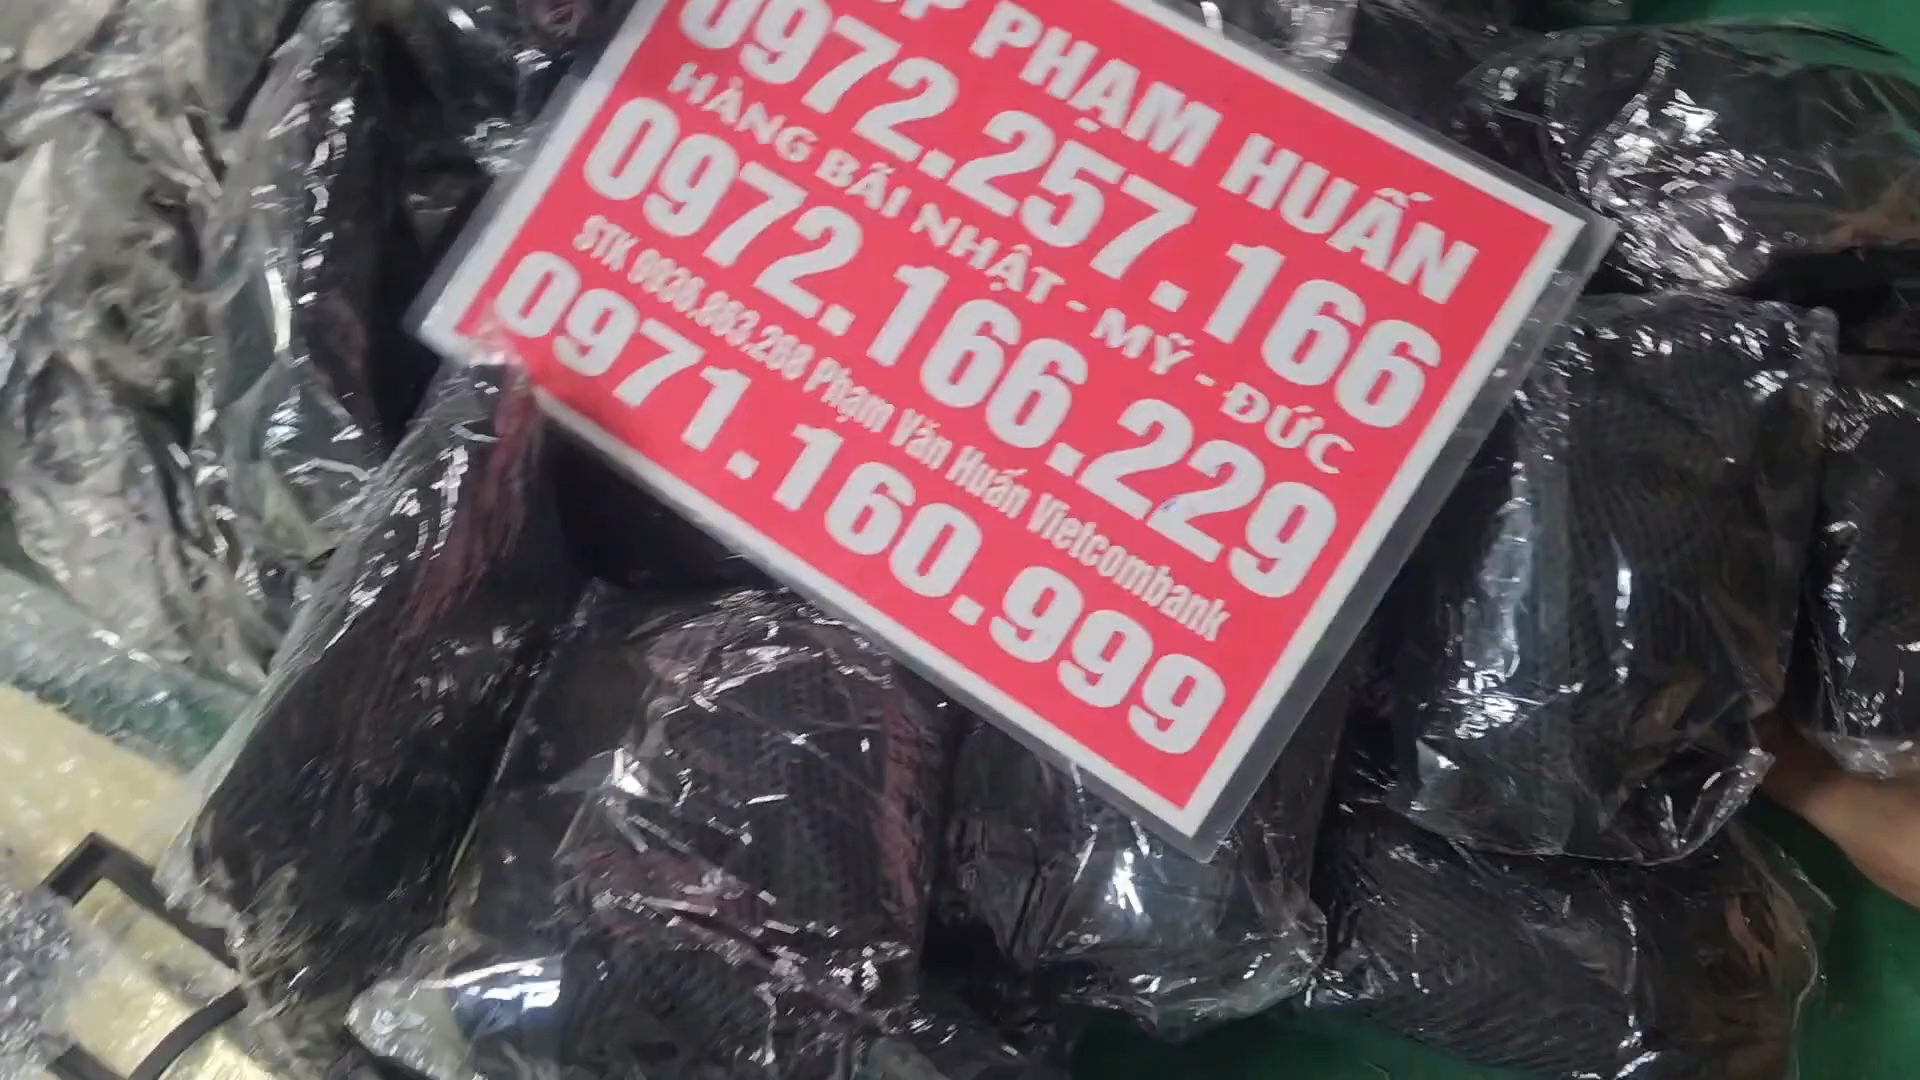 PHẠM HUẤN
0972.257.166
HÀNG BÃI NHẬT - MỸ - ĐỨC
0972.166.229
STK Phạm Văn Huấn Vietcombank
0971.160.999